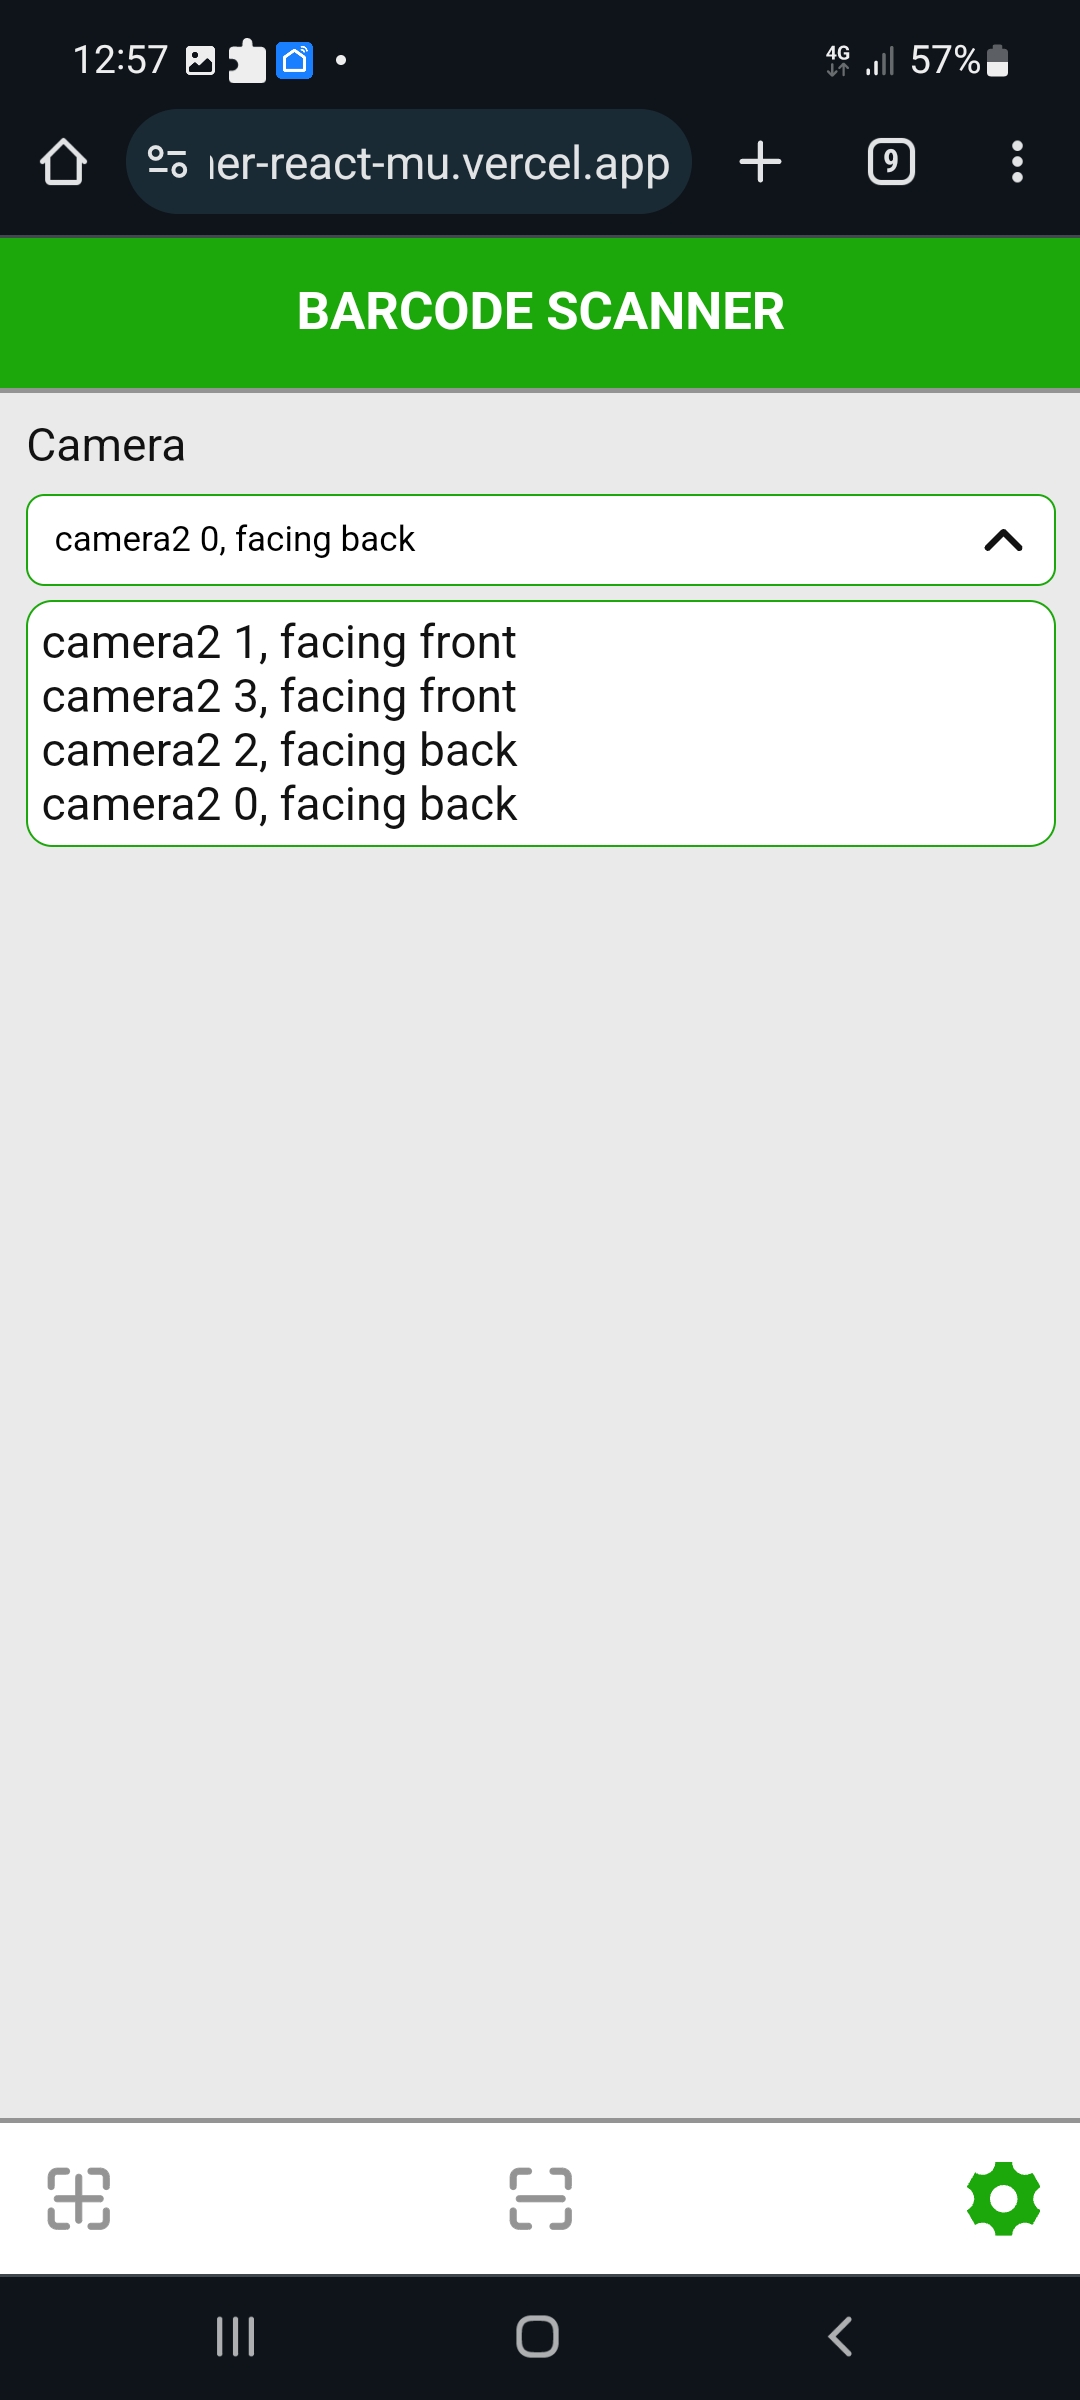 12:57
4G 57%
er-react-mu.vercel.app
9
BARCODE SCANNER
Camera
camera2 0, facing back
camera2 1, facing front
camera2 3, facing front
camera2 2, facing back
camera2 0, facing back